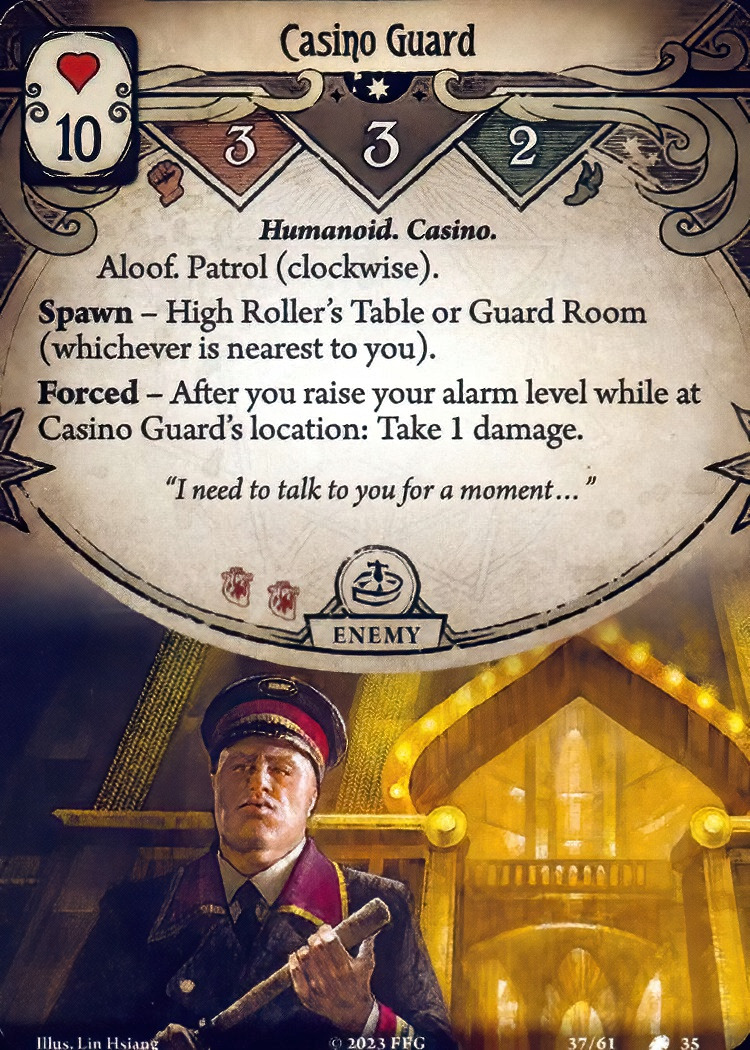 Casino Guard
10
3
3
2
Humanoid. Casino.
Aloof. Patrol (clockwise).
Spawn – High Roller's Table or Guard Room
(whichever is nearest to you).
Forced – After you raise your alarm level while at
Casino Guard's location: Take 1 damage.
"I need to talk to you for a moment…"
ENEMY
Illus. Lin Hsiang
© 2023 FFG
37/61
35